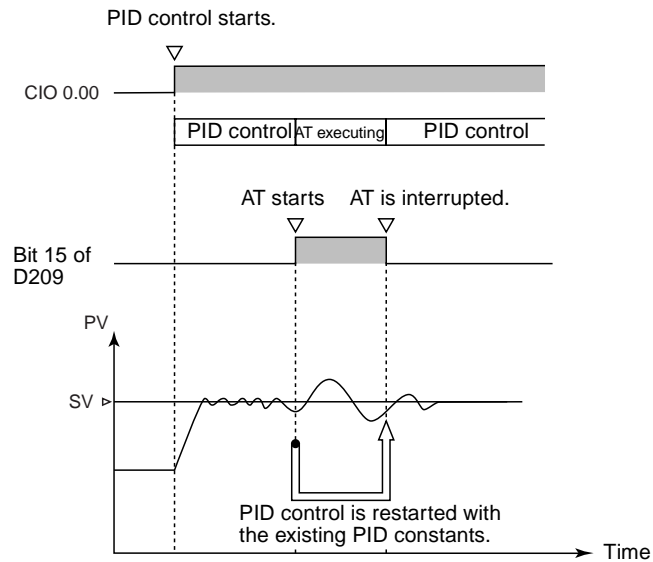 PID control starts.
CIO 0.00
PID control AT executing PID control
AT starts AT is interrupted.
Bit 15 of
D209
PV
SV
PID control is restarted with
the existing PID constants.
Time